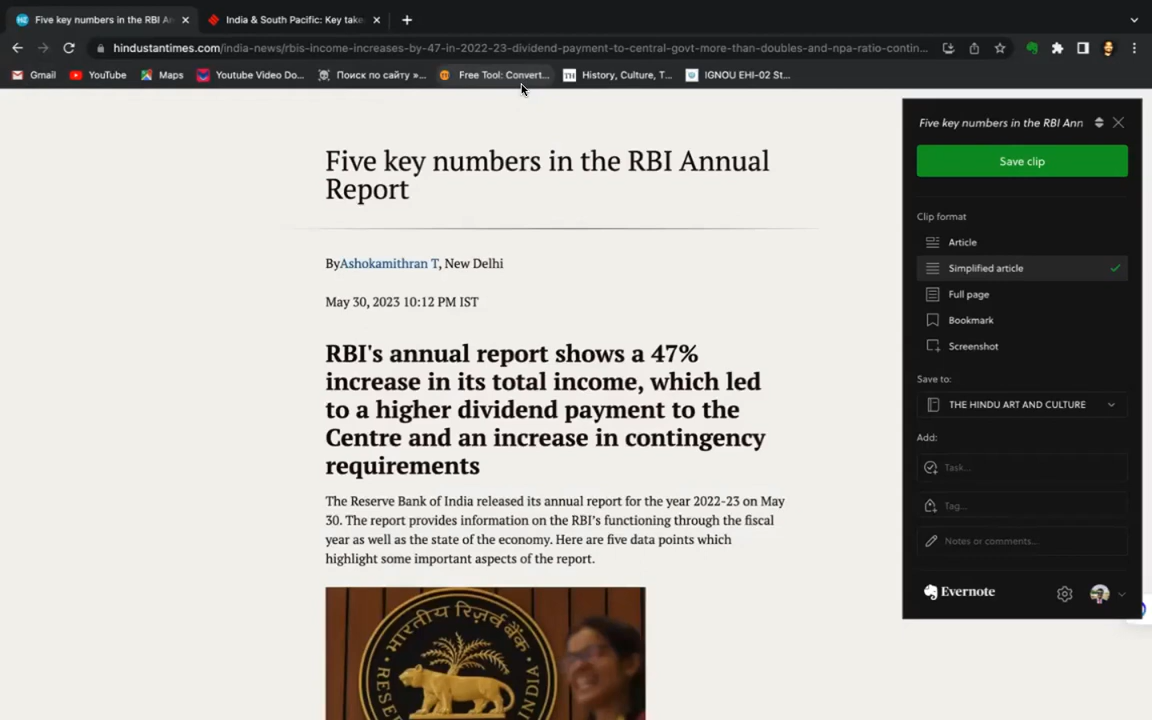 Five key numbers in the RBI A
India & South Pacific: Key take
hindustantimes.com/india-news/rbis-income-increases-by-47-in-2022-23-dividend-payment-to-central-govt-more-than-doubles-and-npa-ratio-contin...
Gmail
YouTube
Maps
Youtube Video Do...
Поиск по сайту »...
Free Tool: Convert...
TH History, Culture, T...
IGNOU EHI-02 St...
Five key numbers in the RBI Annual
Report
ByAshokamithran T, New Delhi
May 30, 2023 10:12 PM IST
RBI's annual report shows a 47%
increase in its total income, which led
to a higher dividend payment to the
Centre and an increase in contingency
requirements
The Reserve Bank of India released its annual report for the year 2022-23 on May
30. The report provides information on the RBI's functioning through the fiscal
year as well as the state of the economy. Here are five data points which
highlight some important aspects of the report.
भारतीय रिज़र्व बैंक
RESERVE
INDIA
Five key numbers in the RBI Ann
Save clip
Clip format
Article
Simplified article
Full page
Bookmark
Screenshot
Save to:
THE HINDU ART AND CULTURE
Add:
Task...
Tag...
Notes or comments...
Evernote